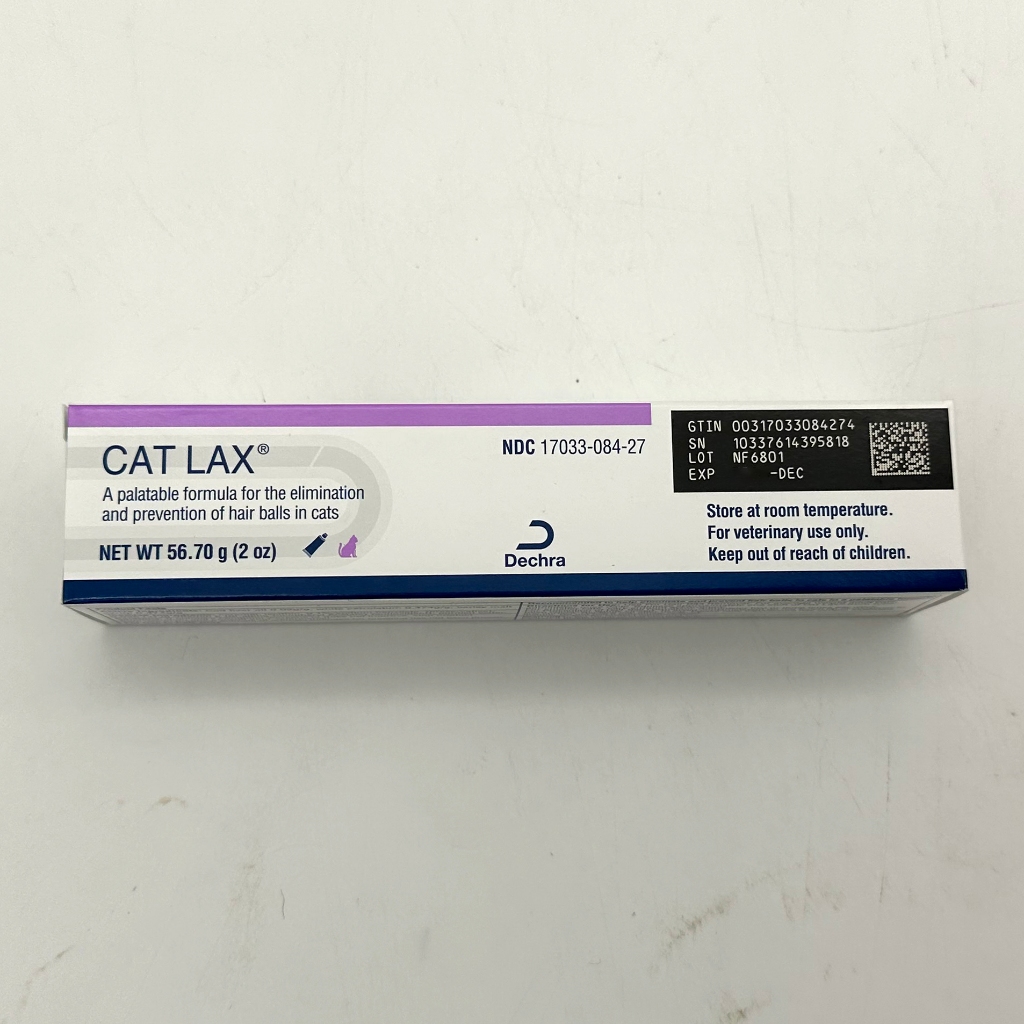 CAT LAX®
A palatable formula for the elimination
and prevention of hair balls in cats
NET WT 56.70 g (2 oz)
NDC 17033-084-27
Dechra
GTIN 00317033084274
SN 10337614395818
LOT NF6801
EXP -DEC
Store at room temperature.
For veterinary use only.
Keep out of reach of children.